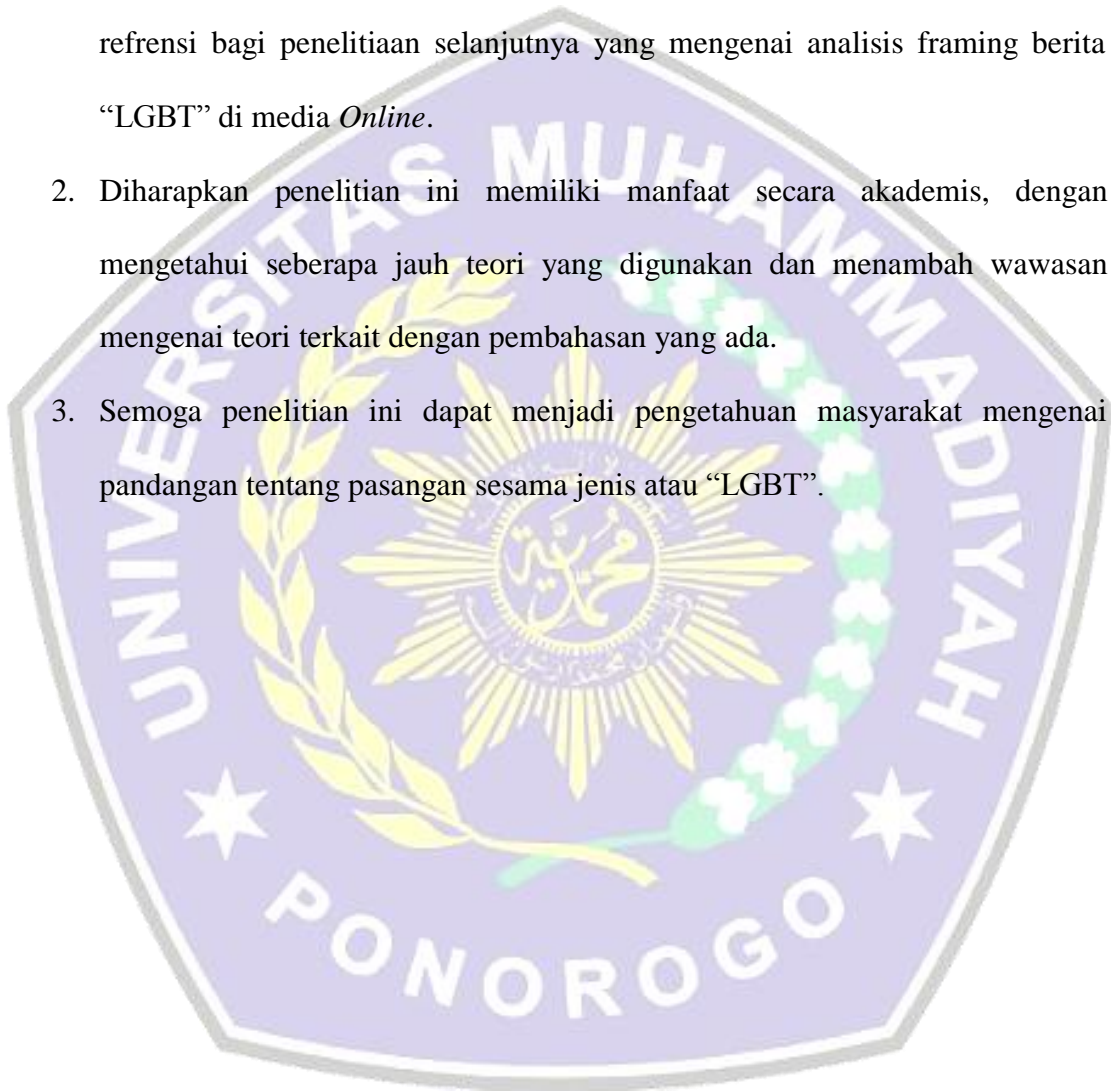 refrensi bagi penelitiaan selanjutnya yang mengenai analisis framing berita
“LGBT” di media Online.
2. Diharapkan penelitian ini memiliki manfaat secara akademis, dengan
mengetahui seberapa jauh teori yang digunakan dan menambah wawasan
mengenai teori terkait dengan pembahasan yang ada.
3. Semoga penelitian ini dapat menjadi pengetahuan masyarakat mengenai
pandangan tentang pasangan sesama jenis atau “LGBT”.
UNIVERSITAS MUHAMMADIYAH
محمدية
PONOROGO